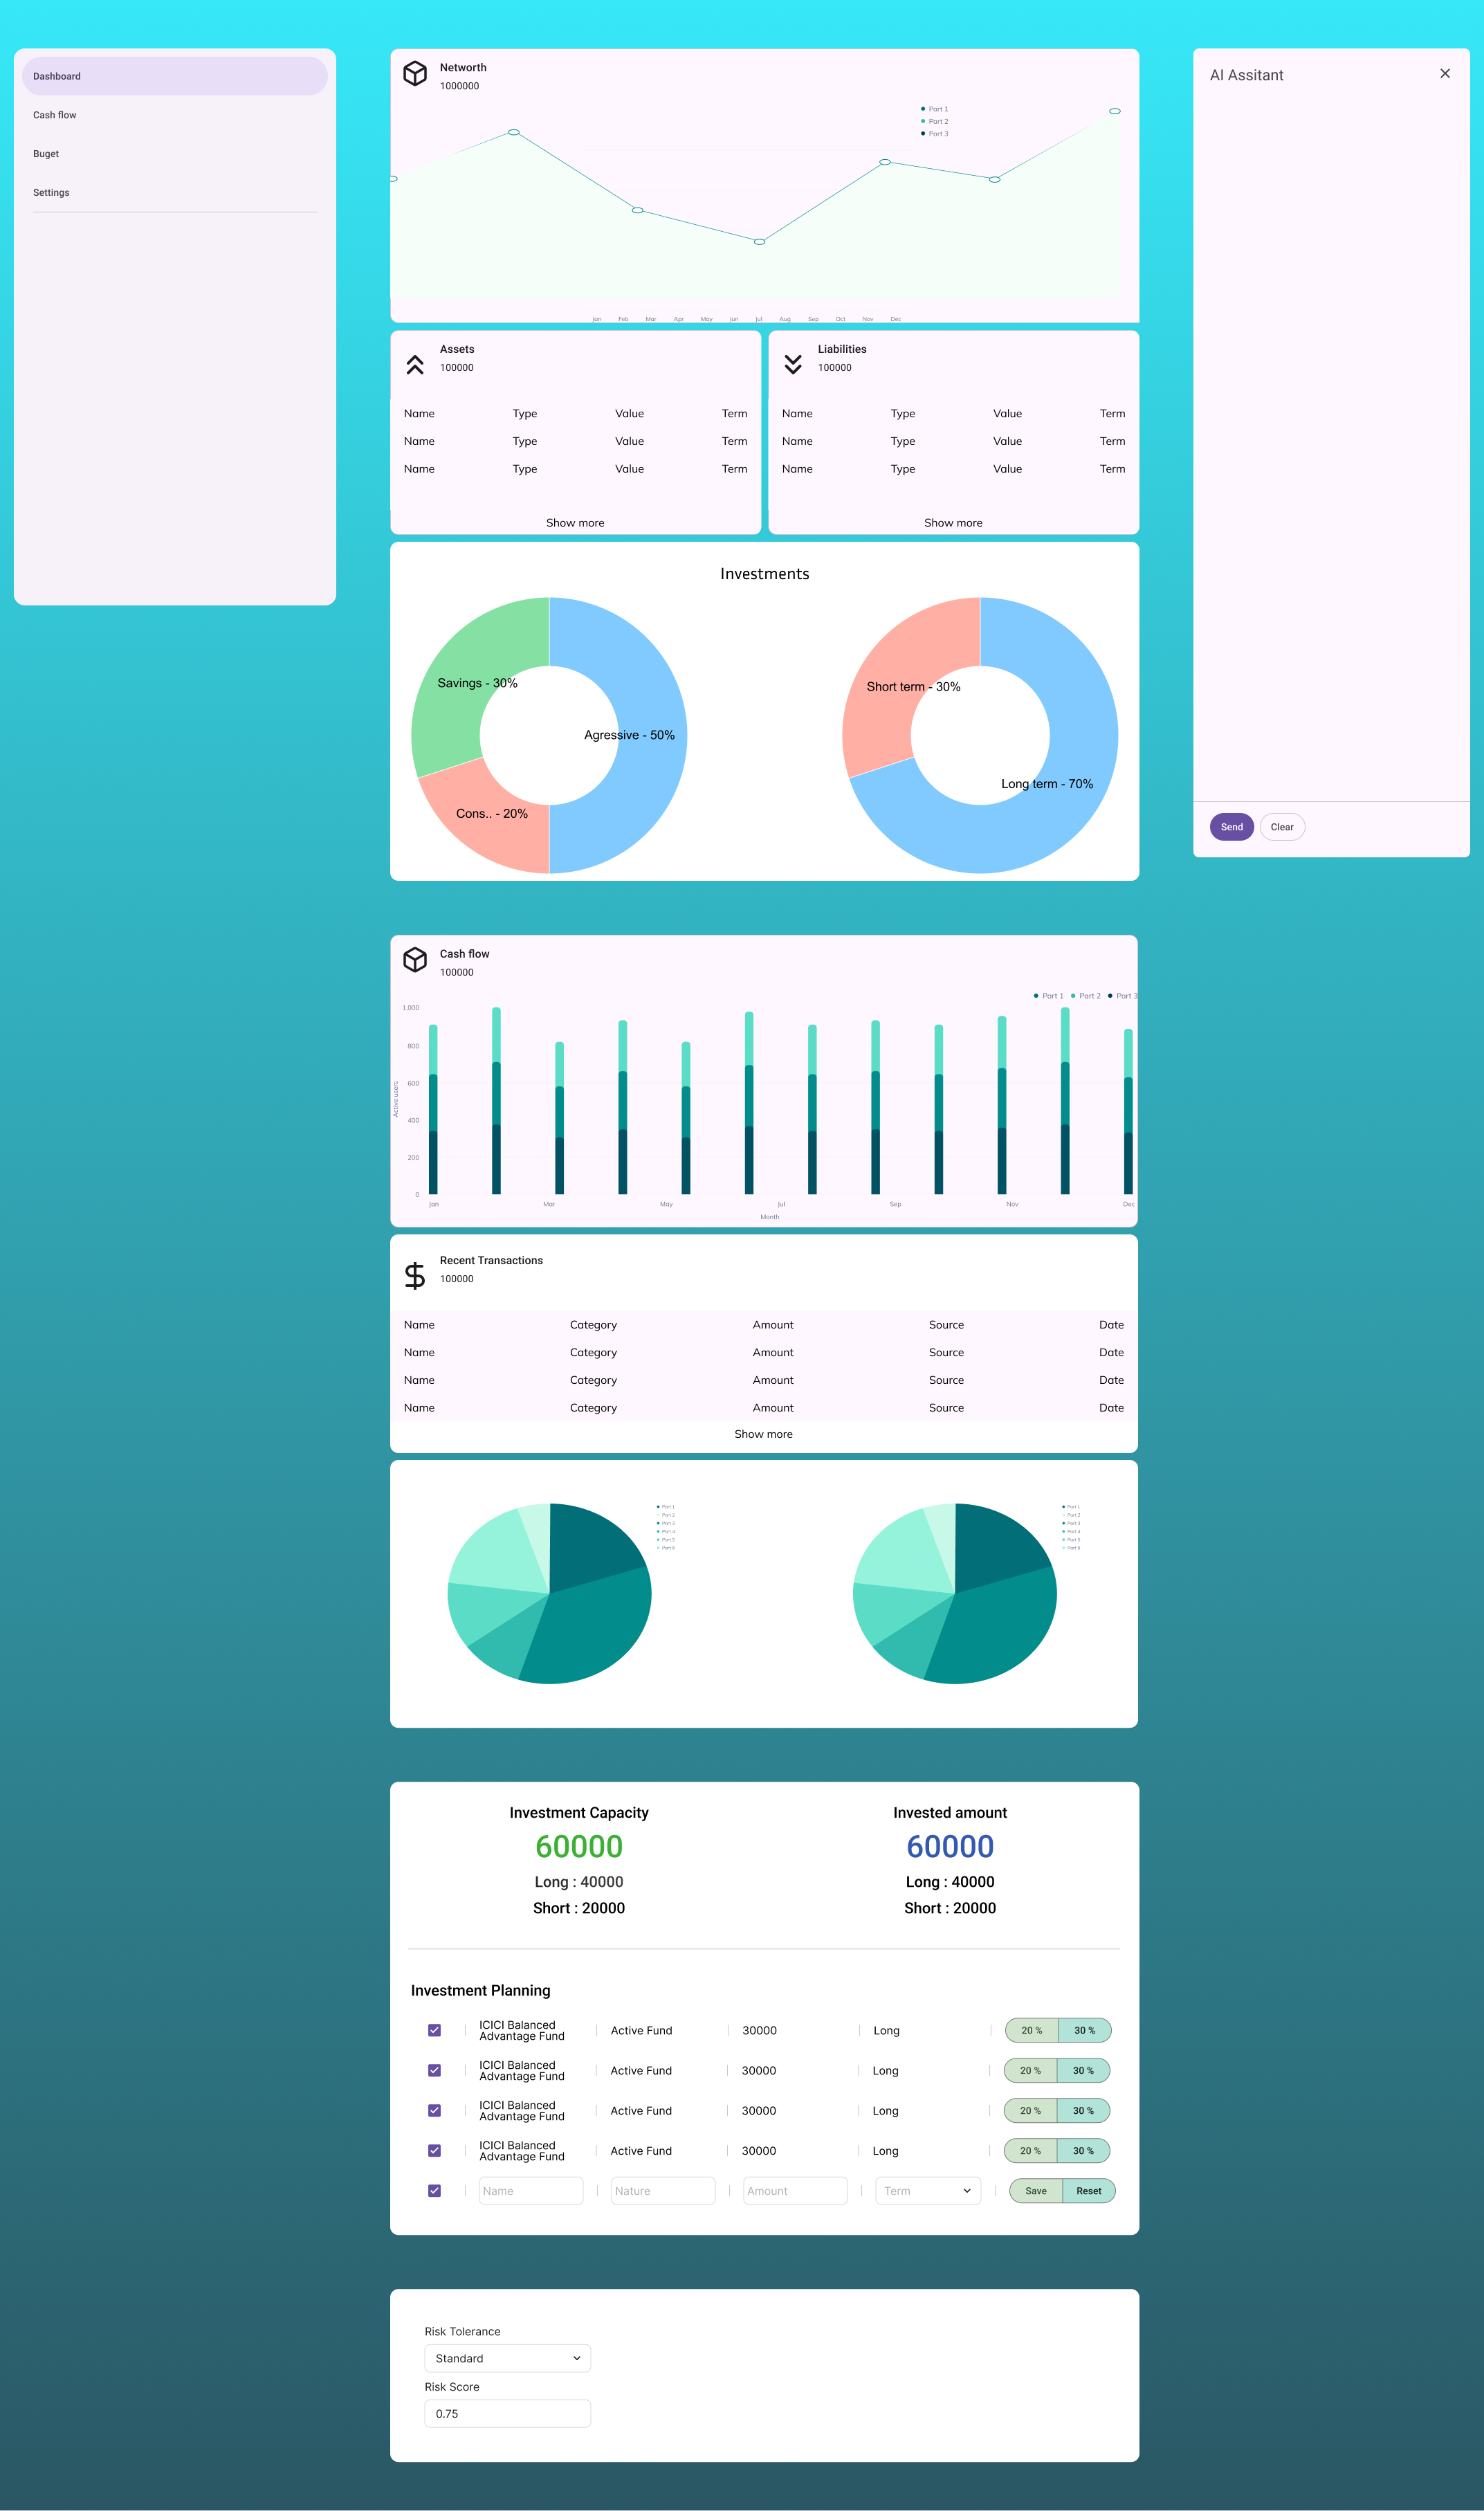 Dashboard
Cash flow
Buget
Settings
Networth
1000000
Part 1
Part 2
Part 3
Jan Feb Mar Apr May Jun Jul Aug Sep Oct Nov Dec
Assets
100000
Name Type Value Term
Name Type Value Term
Name Type Value Term
Show more
Liabilities
100000
Name Type Value Term
Name Type Value Term
Name Type Value Term
Show more
Investments
Savings - 30%
Agressive - 50%
Cons.. - 20%
Short term - 30%
Long term - 70%
Cash flow
100000
Part 1 Part 2 Part 3
1,000
800
600
400
200
0
Active users
Jan Mar May Jul Sep Nov Dec
Month
Recent Transactions
100000
Name Category Amount Source Date
Name Category Amount Source Date
Name Category Amount Source Date
Name Category Amount Source Date
Show more
Part 1
Part 2
Part 3
Part 4
Part 5
Part 6
Part 1
Part 2
Part 3
Part 4
Part 5
Part 6
Investment Capacity
60000
Long : 40000
Short : 20000
Invested amount
60000
Long : 40000
Short : 20000
Investment Planning
ICICI Balanced
Advantage Fund
Active Fund 30000 Long 20 % 30 %
ICICI Balanced
Advantage Fund
Active Fund 30000 Long 20 % 30 %
ICICI Balanced
Advantage Fund
Active Fund 30000 Long 20 % 30 %
ICICI Balanced
Advantage Fund
Active Fund 30000 Long 20 % 30 %
Name Nature Amount Term Save Reset
Risk Tolerance
Standard
Risk Score
0.75
AI Assitant
Send Clear